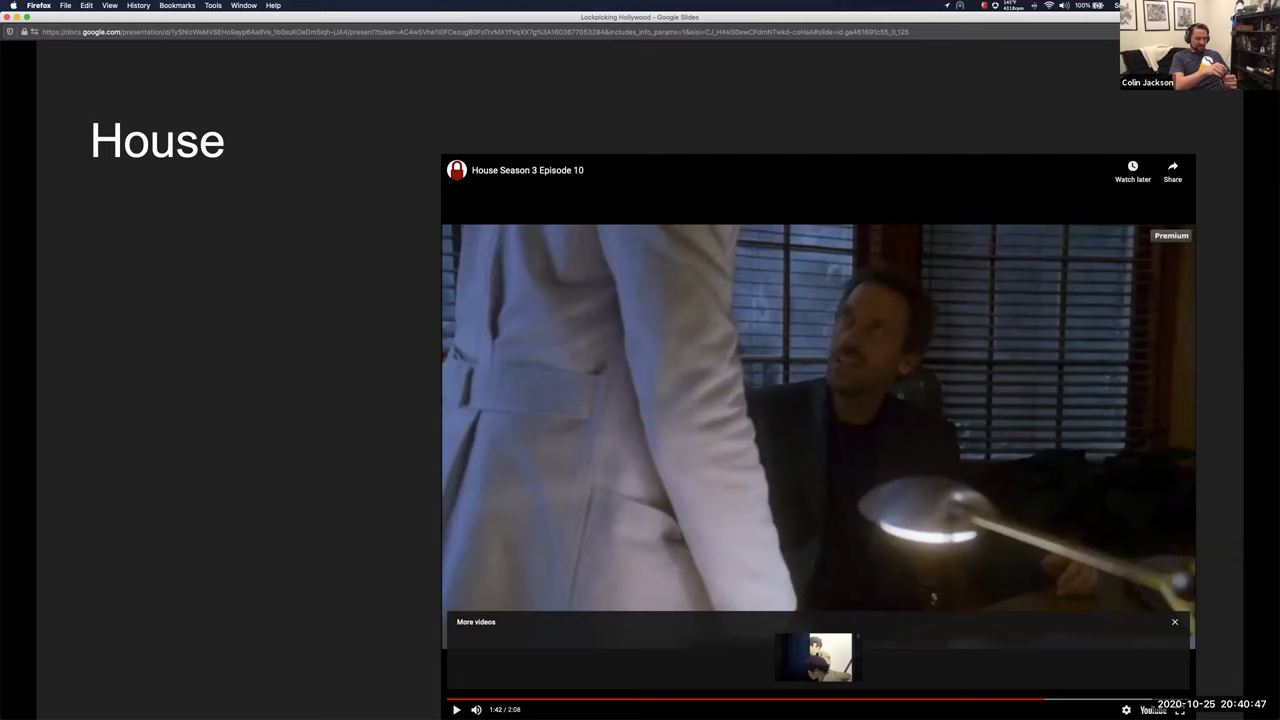 Firefox File Edit View History Bookmarks Tools Window Help
100%
Lockpicking Hollywood - Google Slides
House
House Season 3 Episode 10
Watch later
Share
Premium
Colin Jackson
More videos
1:42 / 2:08
YouTube
2020-10-25 20:40:47